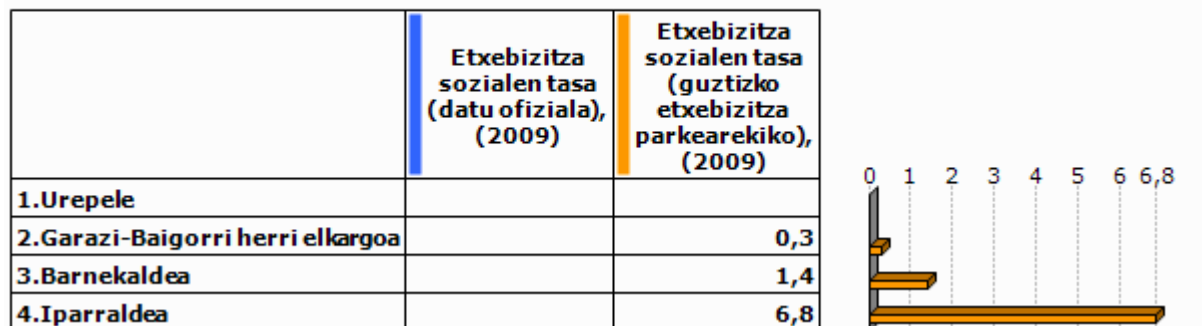 Etxebizitza
sozialen tasa
(datu ofiziala),
(2009)
Etxebizitza
sozialen tasa
(guztizko
etxebizitza
parkearekiko),
(2009)
0 1 2 3 4 5 6 6,8
1.Urepele
2.Garazi-Baigorri herri elkargoa 0,3
3.Barnekaldea 1,4
4.Iparraldea 6,8